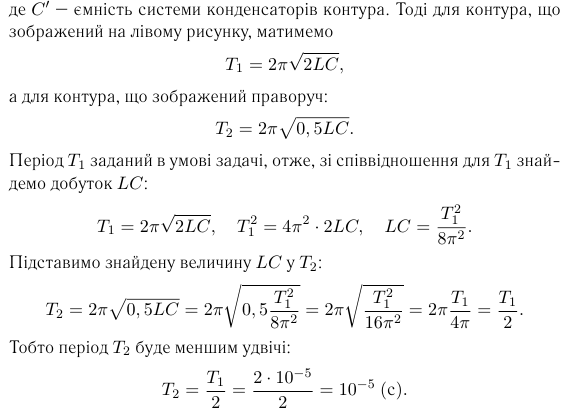 де C′ − ємність системи конденсаторів контура. Тоді для контура, що
зображений на лівому рисунку, матимемо
T₁ = 2π√(2LC),
а для контура, що зображений праворуч:
T₂ = 2π√(0,5LC).
Період T₁ заданий в умові задачі, отже, зі співвідношення для T₁ знай-
демо добуток LC:
T₁ = 2π√(2LC), T₁² = 4π² · 2LC, LC = T₁²/8π².
Підставимо знайдену величину LC у T₂:
T₂ = 2π√(0,5LC) = 2π√(0,5 T₁²/8π²) = 2π√(T₁²/16π²) = 2π T₁/4π = T₁/2.
Тобто період T₂ буде меншим удвічі:
T₂ = T₁/2 = 2 · 10⁻⁵/2 = 10⁻⁵ (с).